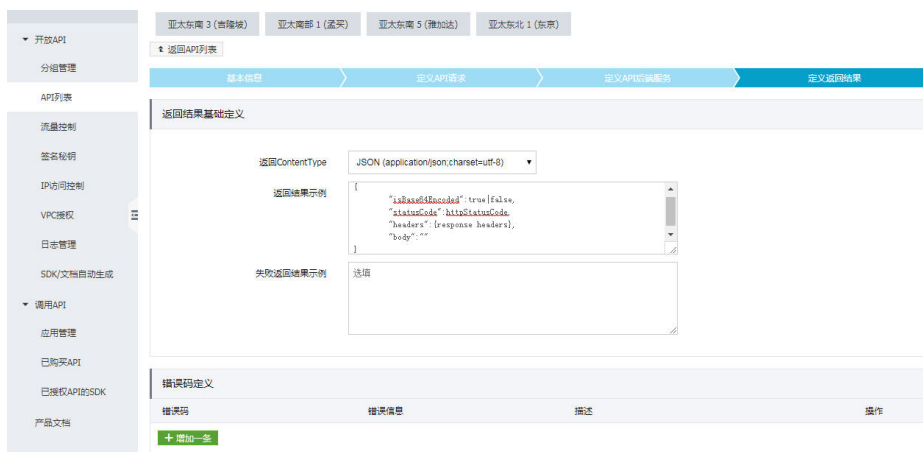 亚太东南 3 (吉隆坡)
亚太南部 1 (孟买)
亚太东南 5 (雅加达)
亚太东北 1 (东京)
返回API列表
开放API
分组管理
API列表
流量控制
签名秘钥
IP访问控制
VPC授权
日志管理
SDK/文档自动生成
调用API
应用管理
已购买API
已授权API的SDK
产品文档
基本信息
定义API请求
定义API后端服务
定义返回结果
返回结果基础定义
返回ContentType
JSON (application/json;charset=utf-8)
返回结果示例
{
"isBase64Encoded":true|false,
"statusCode":httpStatusCode,
"headers":{response headers},
"body":""
}
失败返回结果示例
选填
错误码定义
错误码
错误信息
描述
操作
+ 增加一条